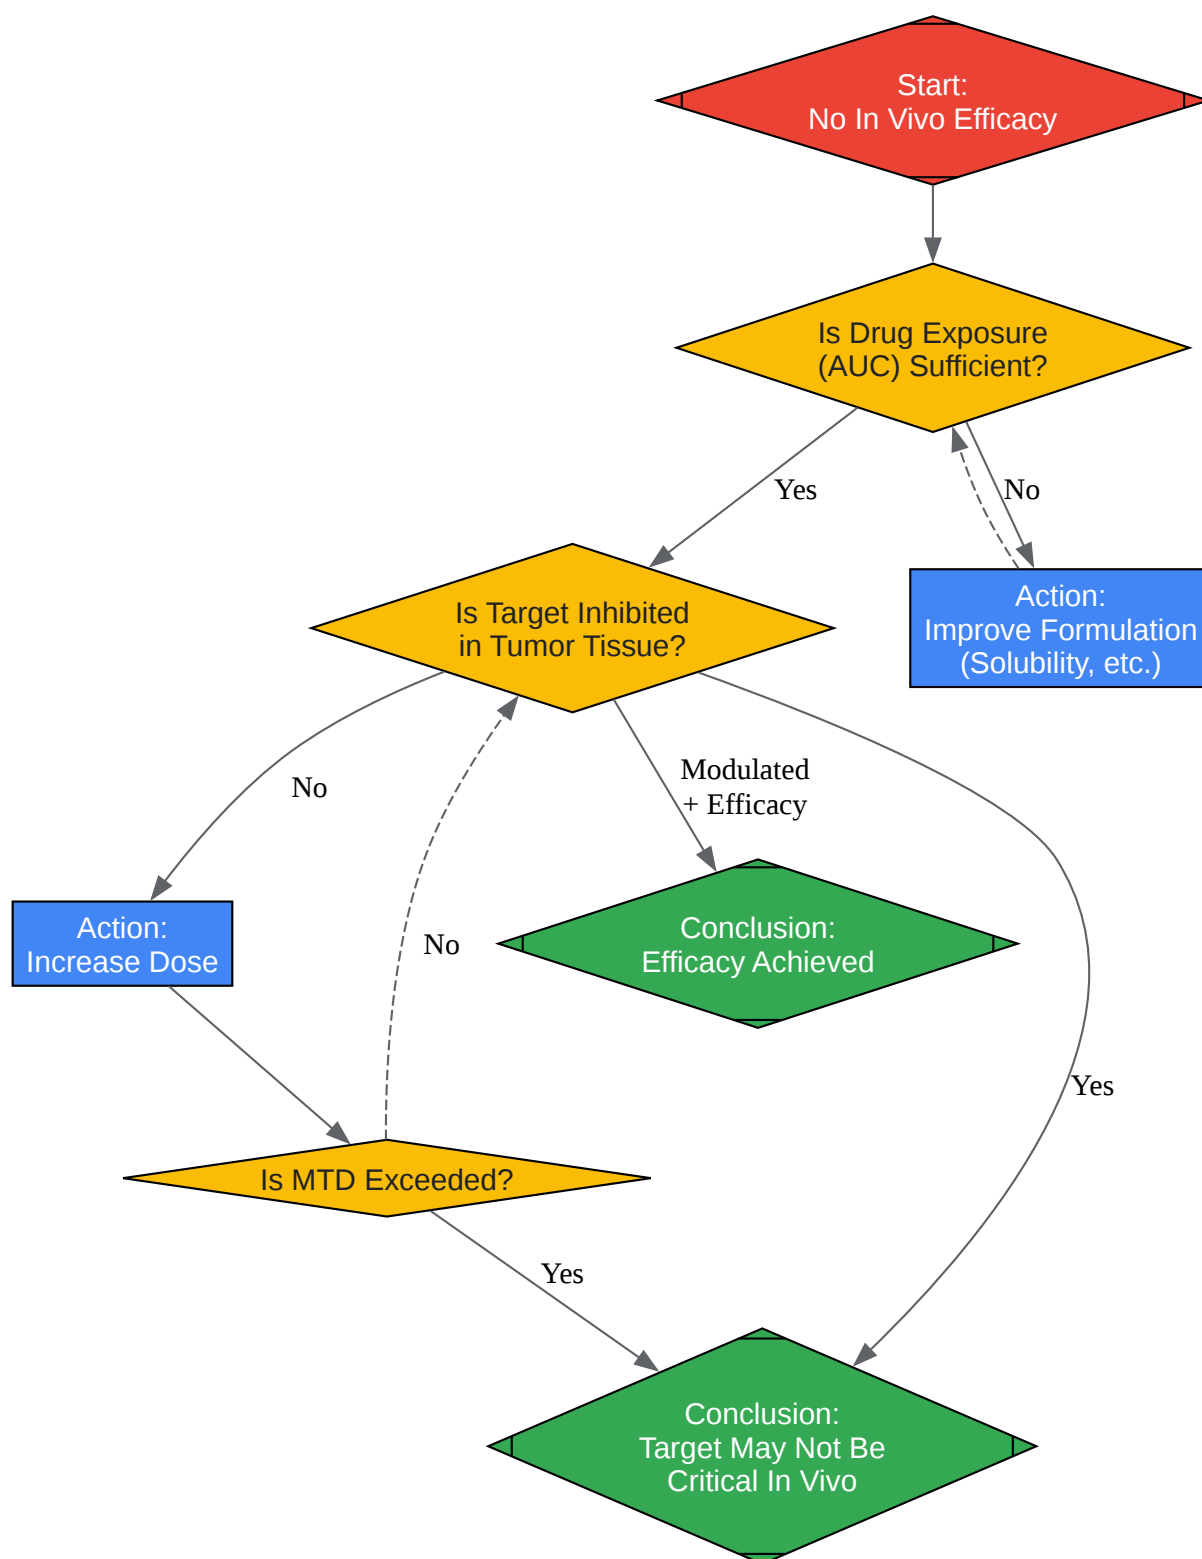 Start:
No In Vivo Efficacy
Is Drug Exposure
(AUC) Sufficient?
Yes
No
Is Target Inhibited
in Tumor Tissue?
Action:
Improve Formulation
(Solubility, etc.)
No
Modulated
+ Efficacy
Action:
Increase Dose
No
Conclusion:
Efficacy Achieved
Yes
Is MTD Exceeded?
Yes
Conclusion:
Target May Not Be
Critical In Vivo